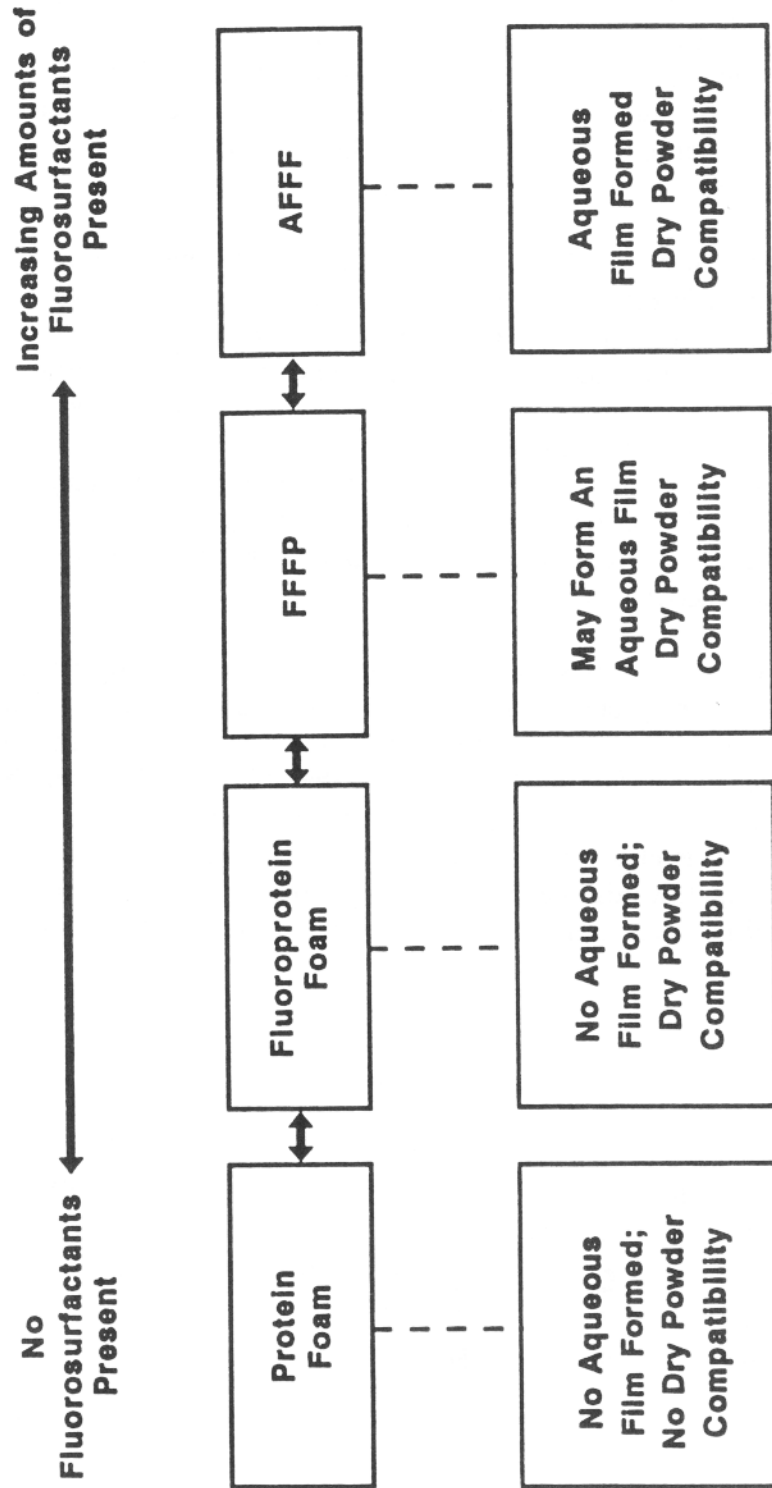 No
Fluorosurfactants
Present
Increasing Amounts of
Fluorosurfactants
Present
Protein
Foam
Fluoroprotein
Foam
FFFP
AFFF
No Aqueous
Film Formed;
No Dry Powder
Compatibility
No Aqueous
Film Formed;
Dry Powder
Compatibility
May Form An
Aqueous Film
Dry Powder
Compatibility
Aqueous
Film Formed
Dry Powder
Compatibility